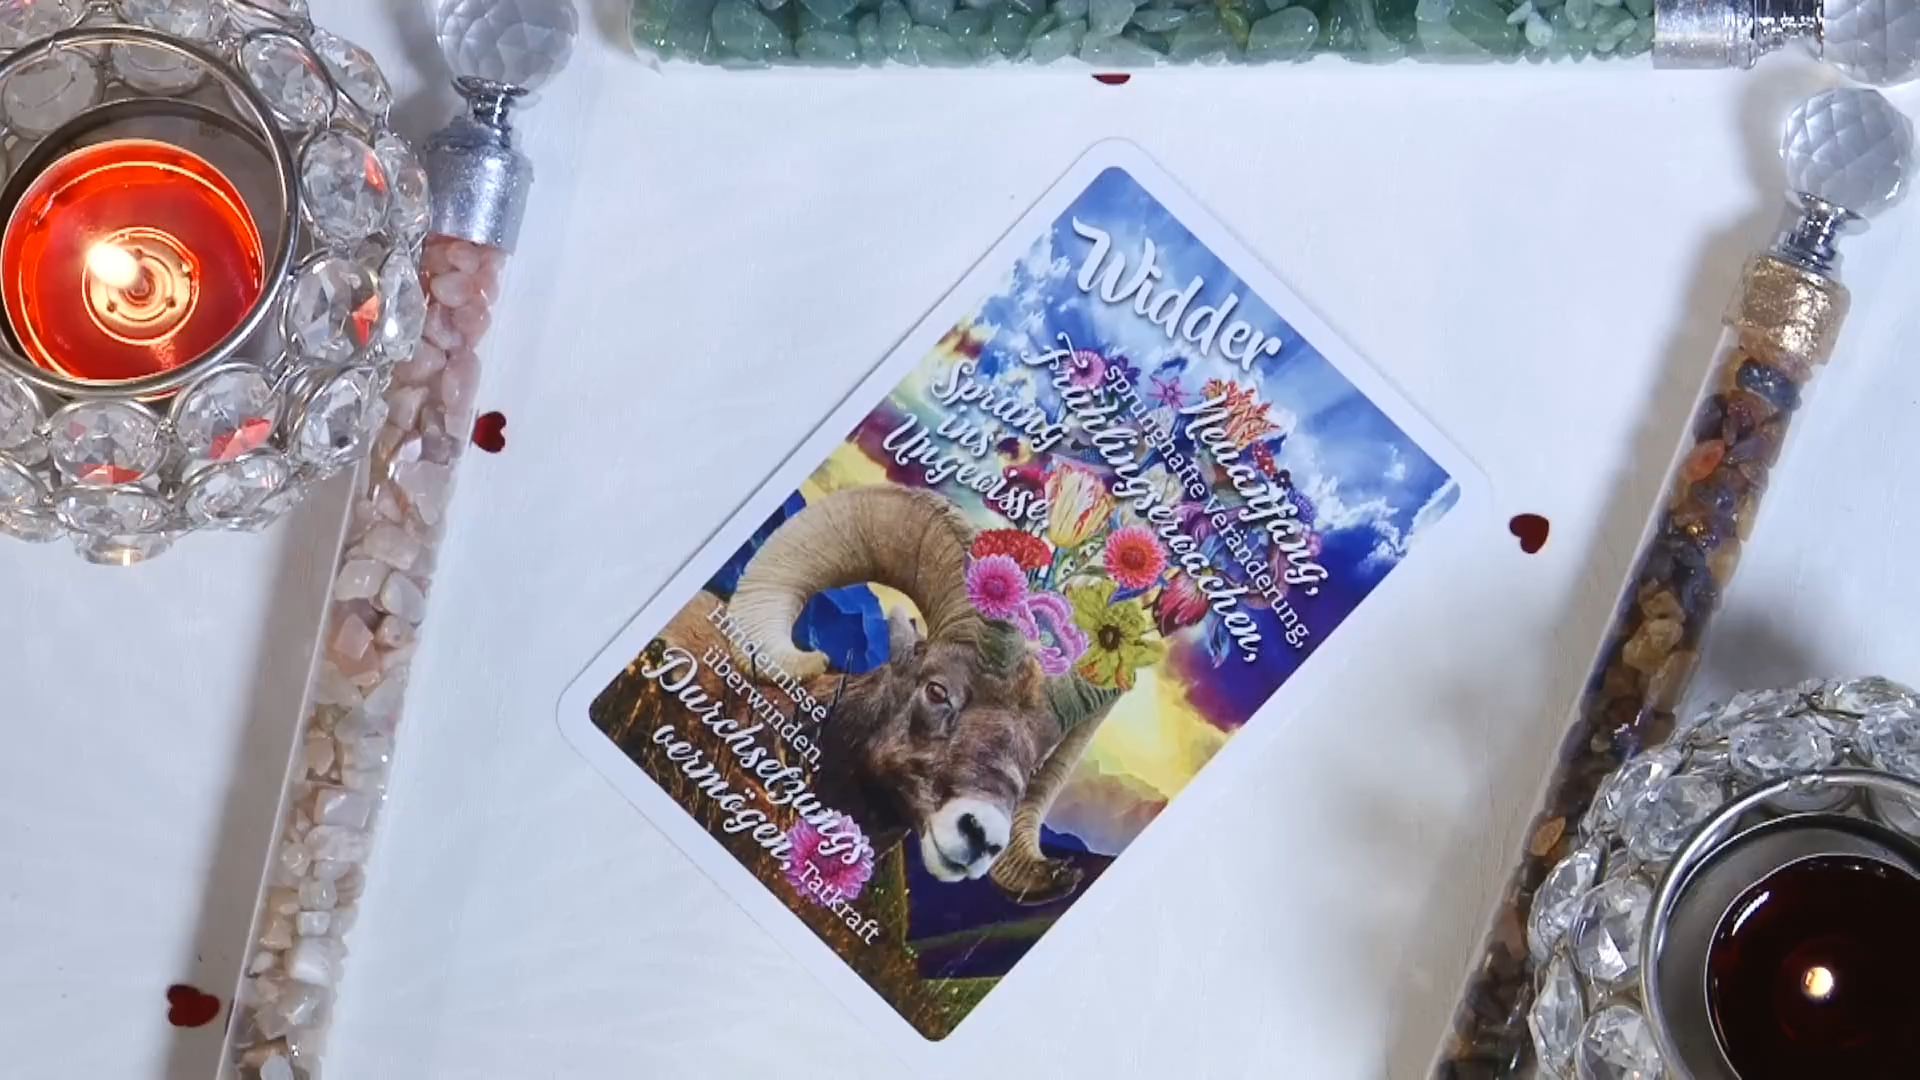 Widder
Neuanfang,
sprunghafte Veränderung,
Frühlingserwachen,
Sprung
ins
Ungewisse
Hindernisse
überwinden,
Durchsetzungs-
vermögen,
Tatkraft